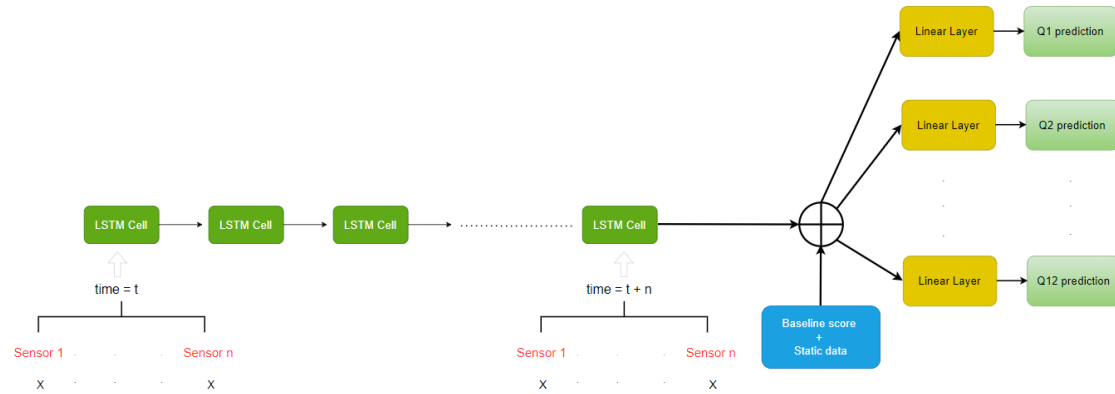 Linear Layer
Q1 prediction
Linear Layer
Q2 prediction
LSTM Cell
LSTM Cell
LSTM Cell
LSTM Cell
Linear Layer
Q12 prediction
time = t
time = t + n
Baseline score
+
Static data
Sensor 1
Sensor n
Sensor 1
Sensor n
X
X
X
X